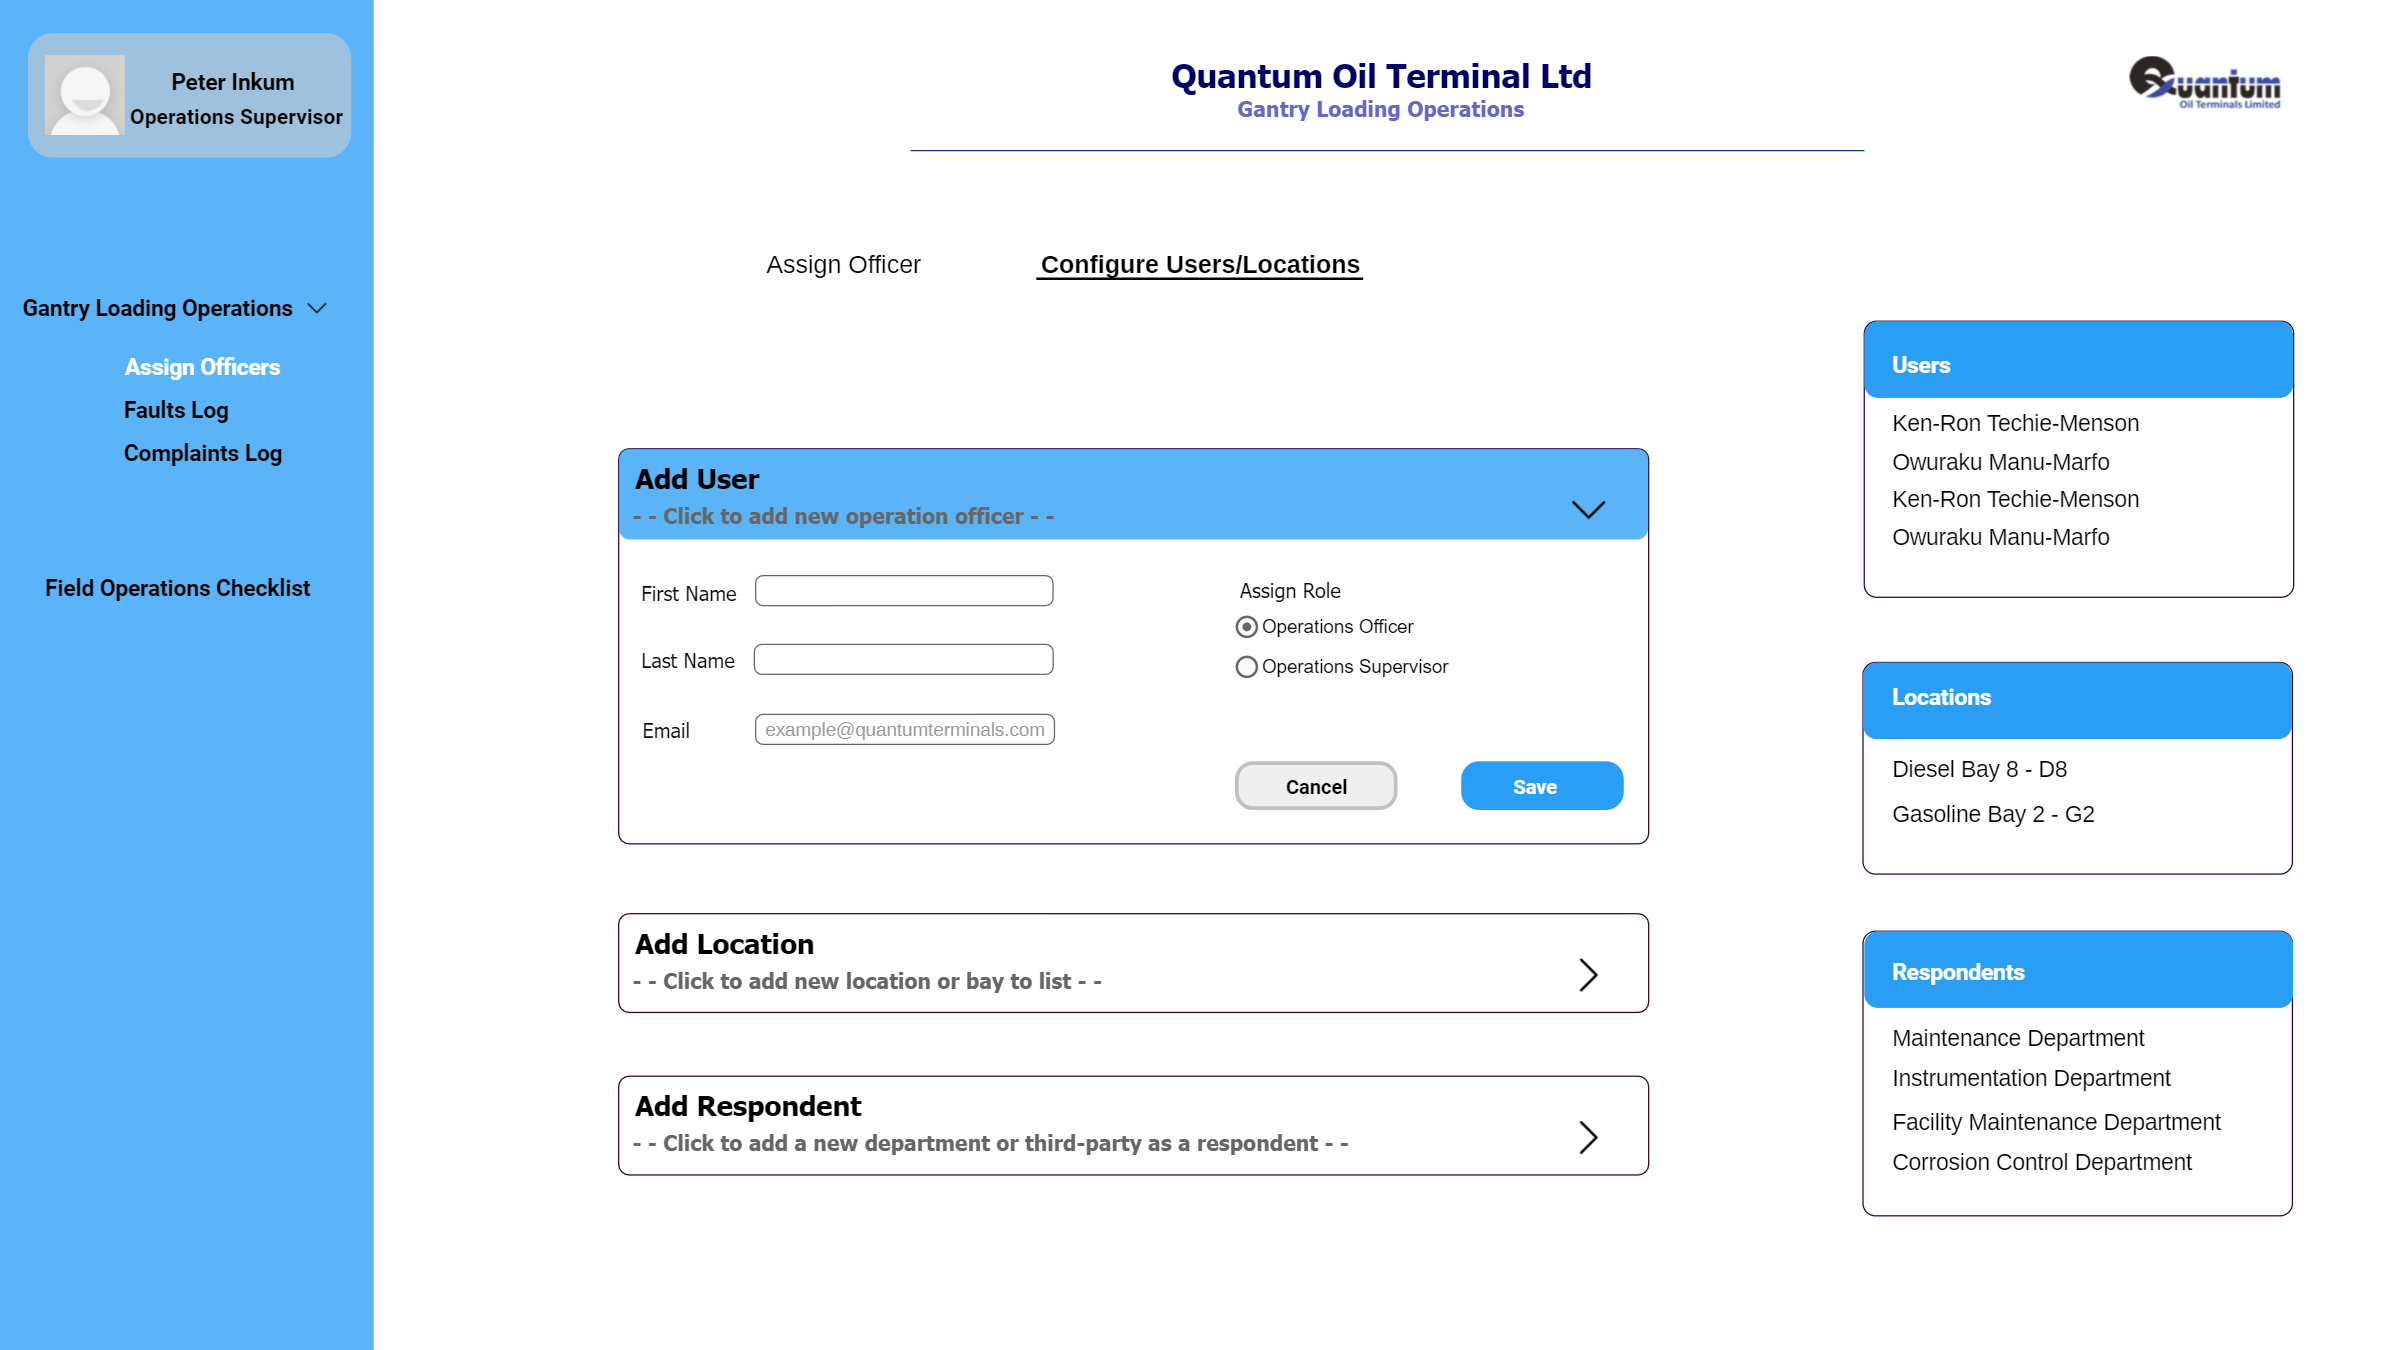 Peter Inkum
Operations Supervisor
Gantry Loading Operations
Assign Officers
Faults Log
Complaints Log
Field Operations Checklist
Quantum Oil Terminal Ltd
Gantry Loading Operations
Quantum
Oil Terminals Limited
Assign Officer
Configure Users/Locations
Add User
- - Click to add new operation officer - -
First Name
Last Name
Email
example@quantumterminals.com
Assign Role
Operations Officer
Operations Supervisor
Cancel
Save
Add Location
- - Click to add new location or bay to list - -
Add Respondent
- - Click to add a new department or third-party as a respondent - -
Users
Ken-Ron Techie-Menson
Owuraku Manu-Marfo
Ken-Ron Techie-Menson
Owuraku Manu-Marfo
Locations
Diesel Bay 8 - D8
Gasoline Bay 2 - G2
Respondents
Maintenance Department
Instrumentation Department
Facility Maintenance Department
Corrosion Control Department